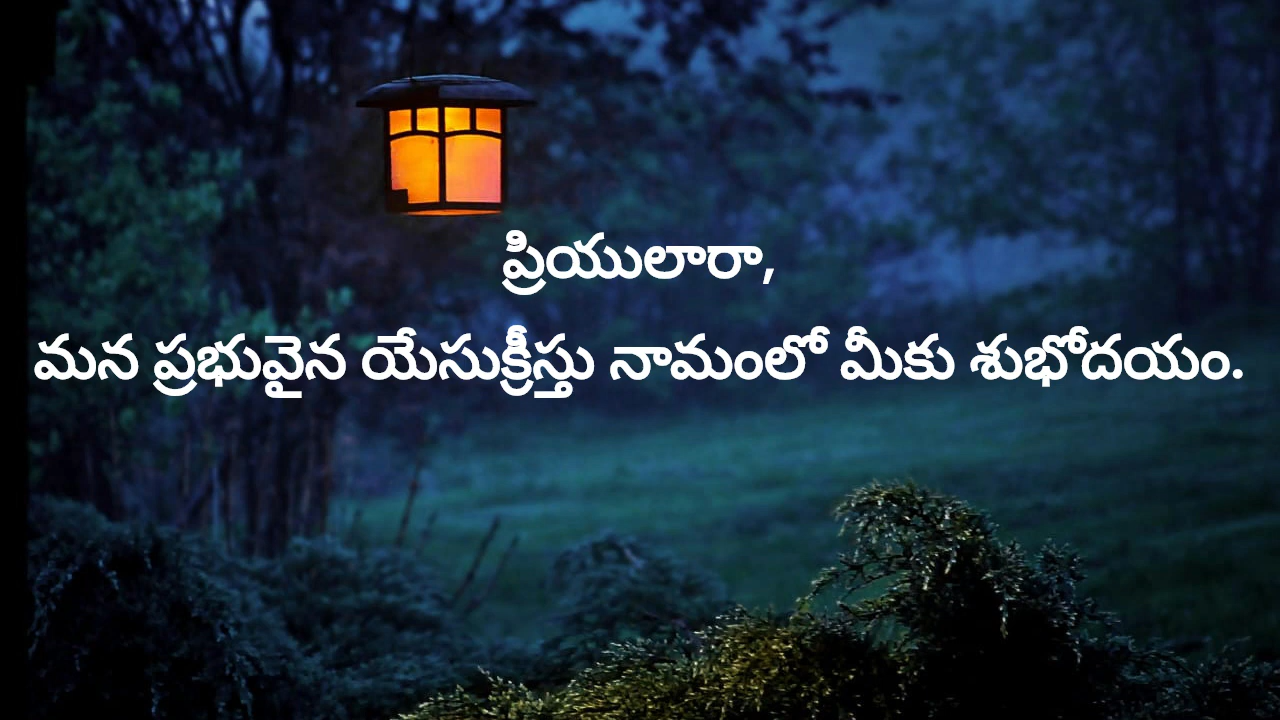 ప్రియులారా,
మన ప్రభువైన యేసుక్రీస్తు నామంలో మీకు శుభోదయం.